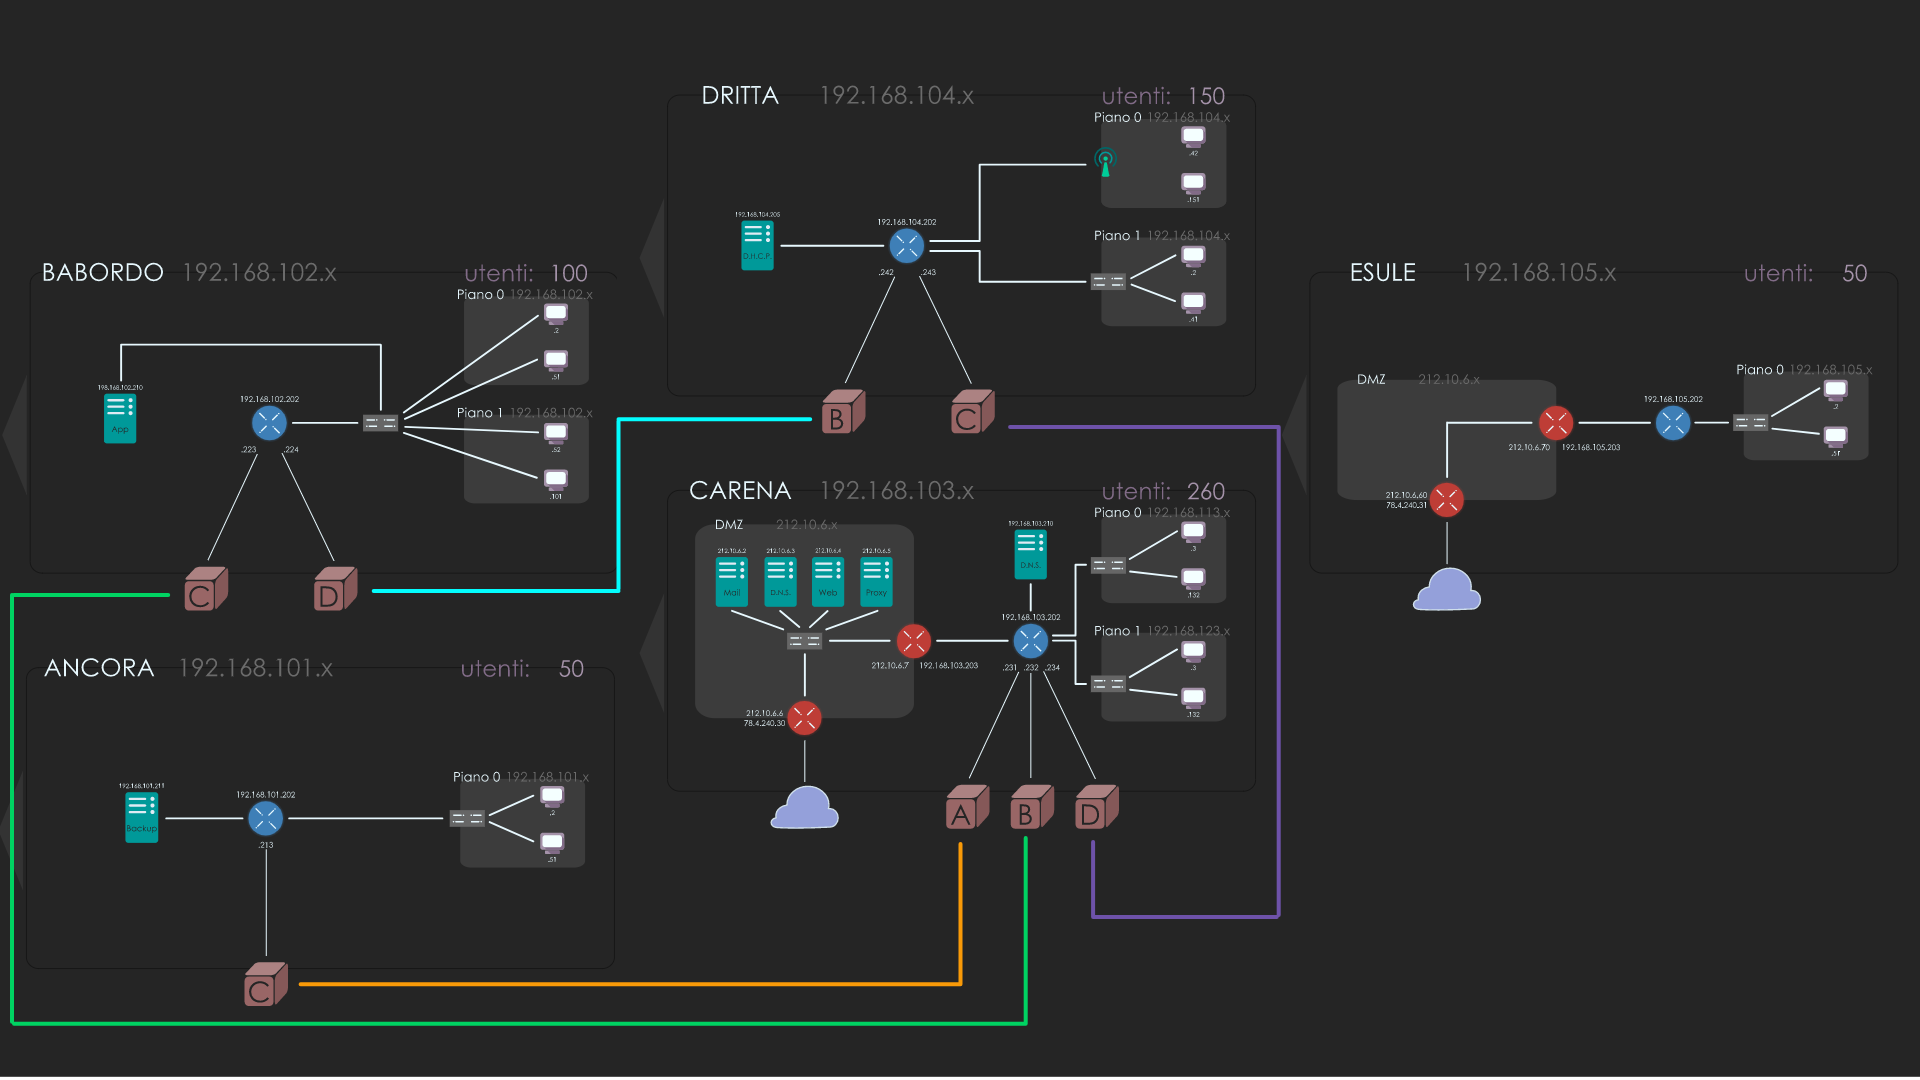 DRITTA 192.168.104.x utenti: 150
Piano 0 192.168.104.x
.42
.151
192.168.104.205
D.H.C.P.
192.168.104.202
.242 .243
Piano 1 192.168.104.x
.2
.41
B C
BABORDO 192.168.102.x utenti: 100
Piano 0 192.168.102.x
.2
.51
198.168.102.210
App
192.168.102.202
.223 .224
Piano 1 192.168.102.x
.52
.101
C D
ESULE 192.168.105.x utenti: 50
DMZ 212.10.6.x
Piano 0 192.168.105.x
.2
.51
192.168.105.202
212.10.6.70 192.168.105.203
212.10.6.60
78.4.240.31
CARENA 192.168.103.x utenti: 260
DMZ 212.10.6.x
212.10.6.2 212.10.6.3 212.10.6.4 212.10.6.5
Mail D.N.S. Web Proxy
192.168.103.210
D.N.S.
192.168.103.202
212.10.6.7 192.168.103.203
.231 .232 .234
212.10.6.6
78.4.240.30
Piano 0 192.168.113.x
.3
.132
Piano 1 192.168.123.x
.3
.132
A B D
ANCORA 192.168.101.x utenti: 50
192.168.101.211
Backup
192.168.101.202
.213
Piano 0 192.168.101.x
.2
.51
C